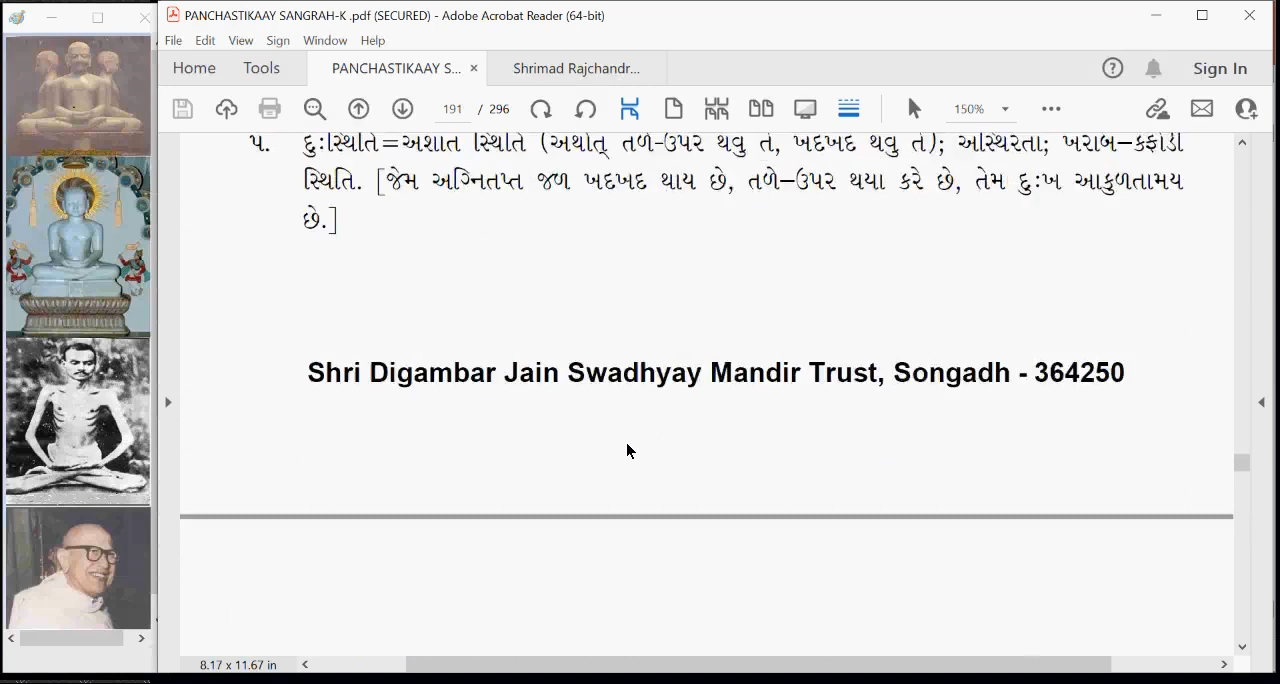 PANCHASTIKAAY SANGRAH-K .pdf (SECURED) - Adobe Acrobat Reader (64-bit)
File Edit View Sign Window Help
Home Tools PANCHASTIKAAY S... × Shrimad Rajchandr... Sign In
191 / 296 150%
૫. દુઃસ્થિતિ=અશાંત સ્થિતિ (અર્થાત્ તળે-ઉપર થવું તે, ખદખદ થવું તે); અસ્થિરતા; ખરાબ–કફોડી
સ્થિતિ. [જેમ અગ્નિતપ્ત જળ ખદખદ થાય છે, તળે–ઉપર થયા કરે છે, તેમ દુઃખ આકુળતામય
છે.]
Shri Digambar Jain Swadhyay Mandir Trust, Songadh - 364250
8.17 x 11.67 in